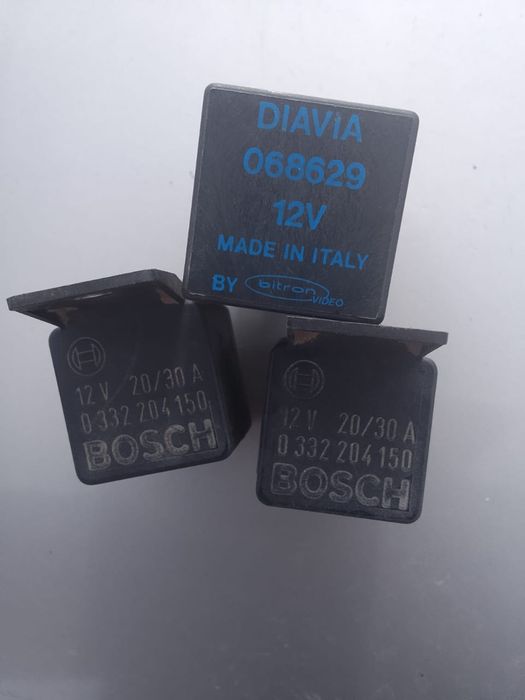 DIAViA
068629
12V
MADE IN ITALY
BY bitron
VIDEO
12 V 20/30 A
0 332 204 150
BOSCH
12 V 20/30 A
0 332 204 150
BOSCH